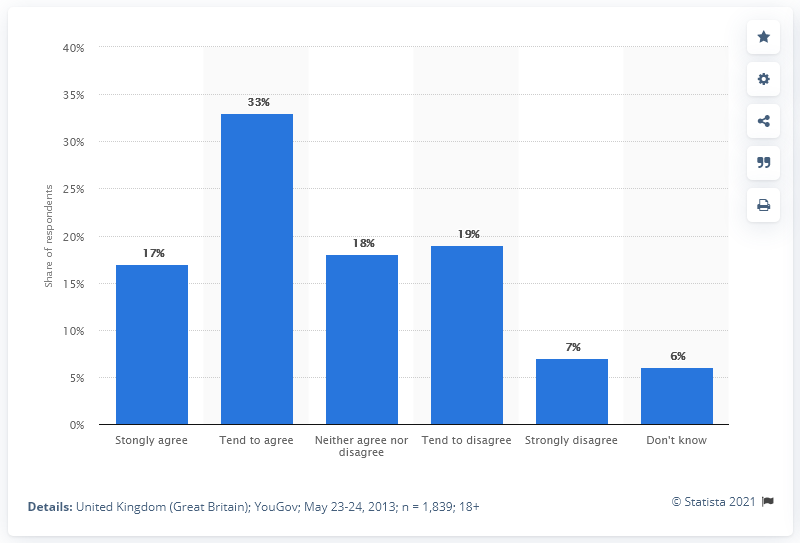 40%
35%
30%
25%
20%
15%
10%
5%
0%
Share of respondents
17%
33%
18%
19%
7%
6%
Stongly agree
Tend to agree
Neither agree nor
disagree
Tend to disagree
Strongly disagree
Don't know
Details: United Kingdom (Great Britain); YouGov; May 23-24, 2013; n = 1,839; 18+
© Statista 2021